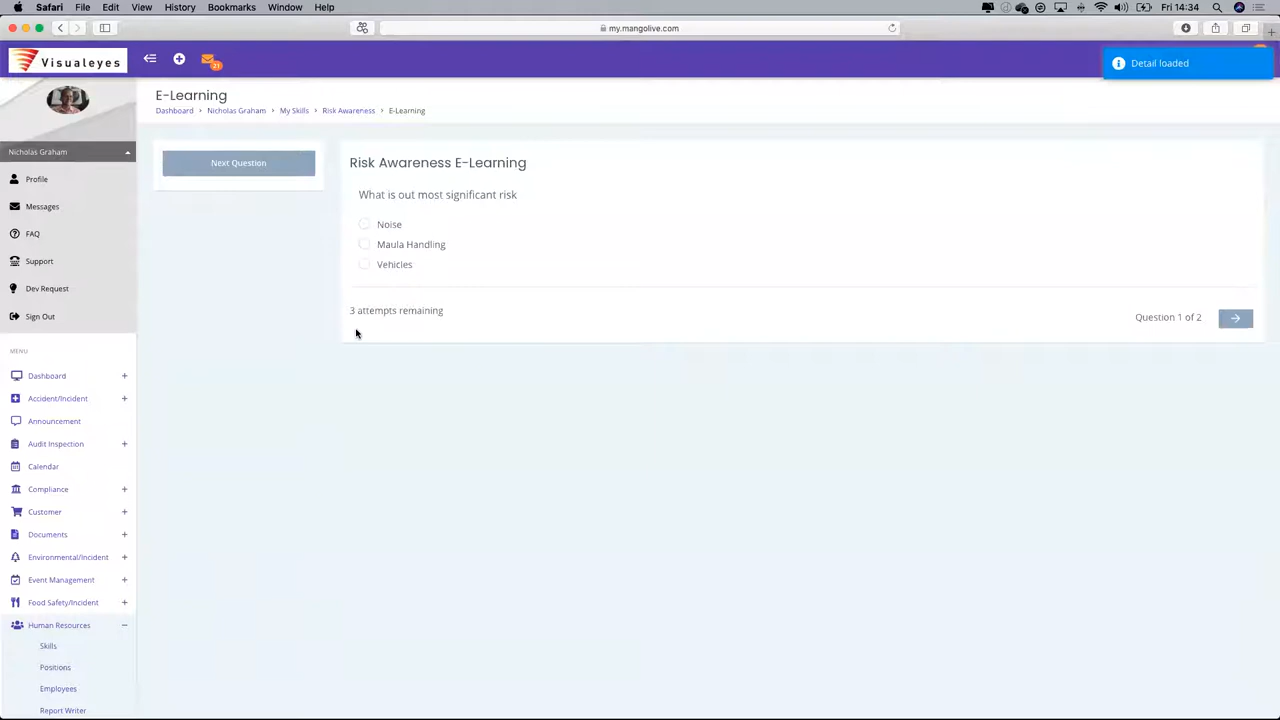 Safari File Edit View History Bookmarks Window Help
Fri 14:34
my.mangolive.com
Visualeyes
21
Detail loaded
E-Learning
Dashboard > Nicholas Graham > My Skills > Risk Awareness > E-Learning
Nicholas Graham
Profile
Messages
FAQ
Support
Dev Request
Sign Out
MENU
Dashboard +
Accident/Incident +
Announcement
Audit Inspection +
Calendar
Compliance +
Customer +
Documents +
Environmental/Incident +
Event Management +
Food Safety/Incident +
Human Resources −
Skills
Positions
Employees
Report Writer
Next Question
Risk Awareness E-Learning
What is out most significant risk
Noise
Maula Handling
Vehicles
3 attempts remaining
Question 1 of 2